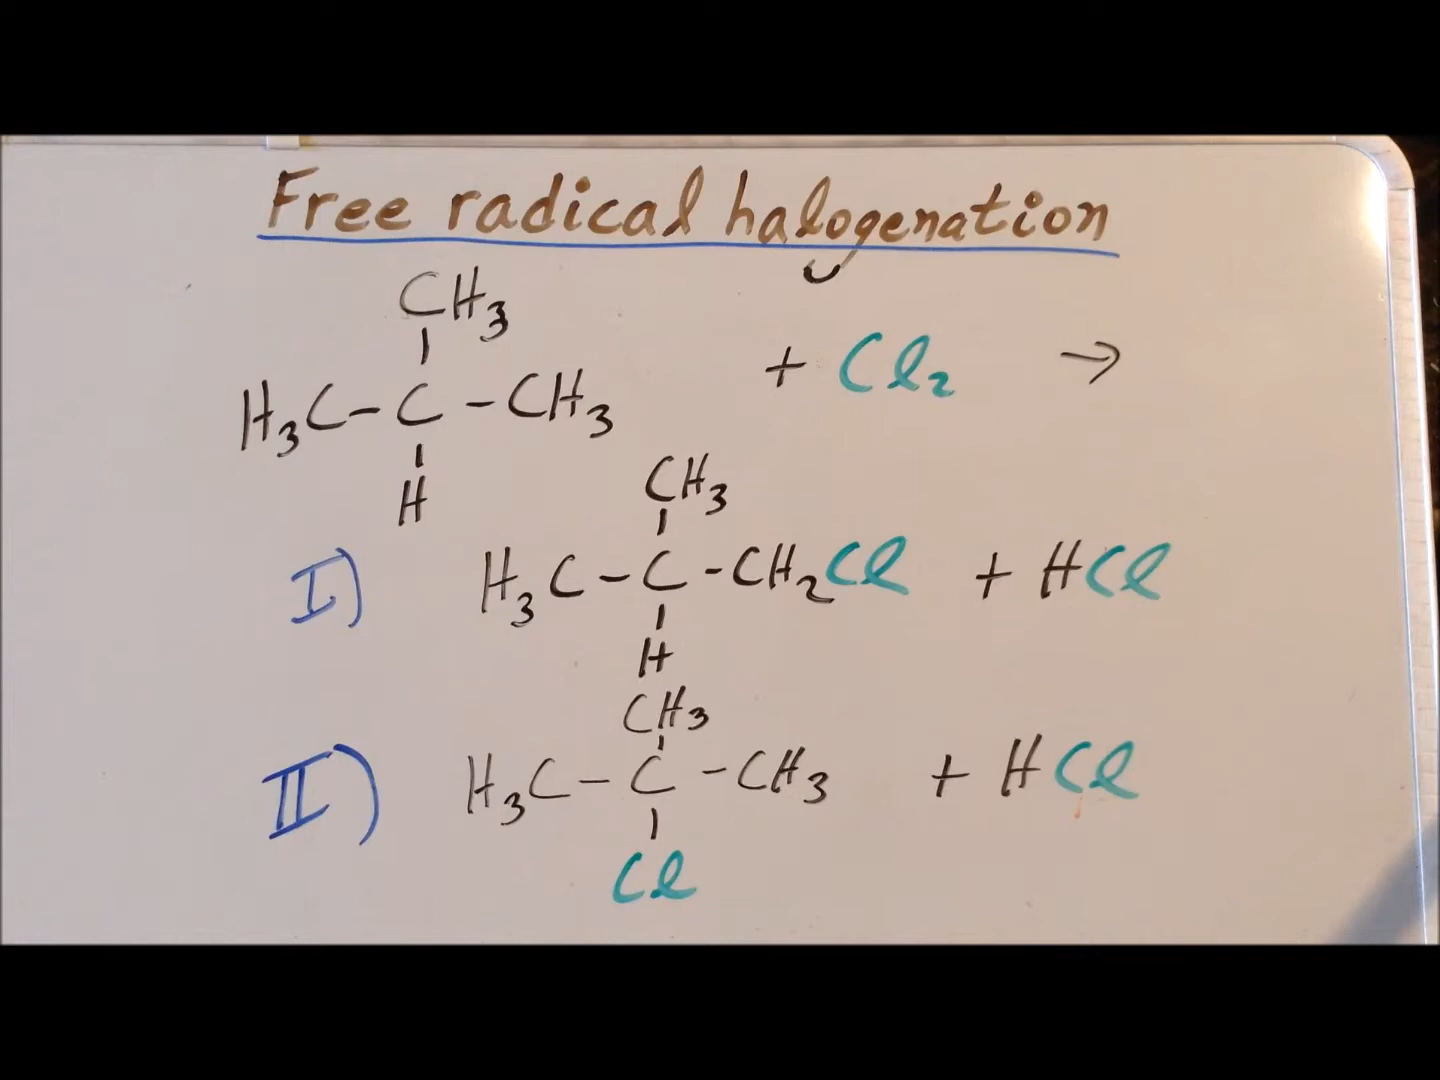 Free radical halogenation
CH3
H3C - C - CH3 + Cl2 →
H
CH3
I) H3C - C - CH2Cl + HCl
H
CH3
II) H3C - C - CH3 + HCl
Cl